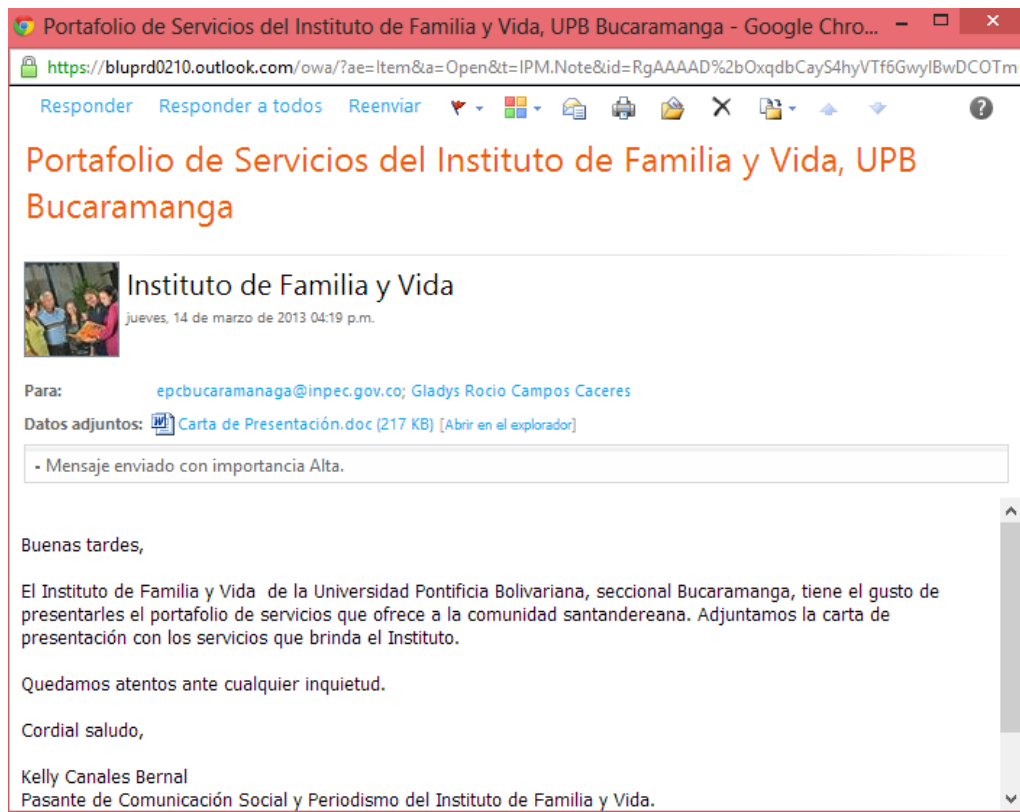 Portafolio de Servicios del Instituto de Familia y Vida, UPB Bucaramanga - Google Chro...
https://bluprd0210.outlook.com/owa/?ae=Item&a=Open&t=IPM.Note&id=RgAAAAD%2bOxqdbCayS4hyVTf6GwylBwDCOTm
Responder Responder a todos Reenviar
Portafolio de Servicios del Instituto de Familia y Vida, UPB
Bucaramanga
Instituto de Familia y Vida
jueves, 14 de marzo de 2013 04:19 p.m.
Para: epcbucaramanaga@inpec.gov.co; Gladys Rocio Campos Caceres
Datos adjuntos: Carta de Presentación.doc (217 KB) [Abrir en el explorador]
- Mensaje enviado con importancia Alta.
Buenas tardes,
El Instituto de Familia y Vida de la Universidad Pontificia Bolivariana, seccional Bucaramanga, tiene el gusto de
presentarles el portafolio de servicios que ofrece a la comunidad santandereana. Adjuntamos la carta de
presentación con los servicios que brinda el Instituto.
Quedamos atentos ante cualquier inquietud.
Cordial saludo,
Kelly Canales Bernal
Pasante de Comunicación Social y Periodismo del Instituto de Familia y Vida.